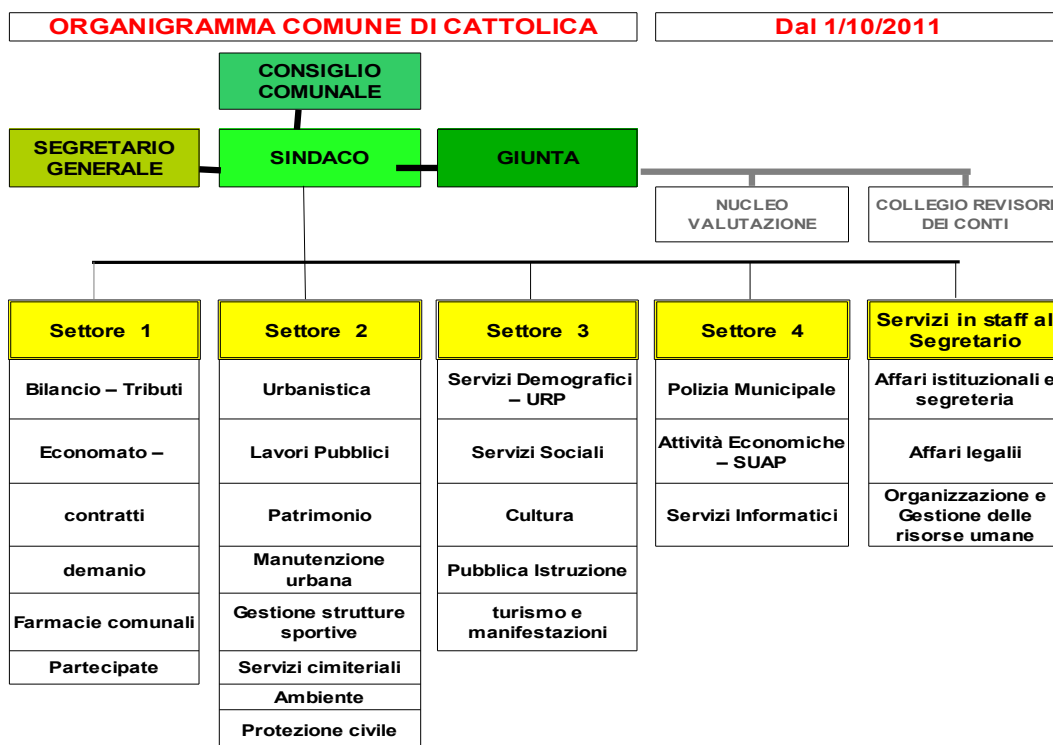 ORGANIGRAMMA COMUNE DI CATTOLICA
Dal 1/10/2011
CONSIGLIO
COMUNALE
SEGRETARIO
GENERALE
SINDACO
GIUNTA
NUCLEO
VALUTAZIONE
COLLEGIO REVISORI
DEI CONTI
Settore 1
Bilancio – Tributi
Economato –
contratti
demanio
Farmacie comunali
Partecipate
Settore 2
Urbanistica
Lavori Pubblici
Patrimonio
Manutenzione
urbana
Gestione strutture
sportive
Servizi cimiteriali
Ambiente
Protezione civile
Settore 3
Servizi Demografici
– URP
Servizi Sociali
Cultura
Pubblica Istruzione
turismo e
manifestazioni
Settore 4
Polizia Municipale
Attività Economiche
– SUAP
Servizi Informatici
Servizi in staff al
Segretario
Affari istituzionali e
segreteria
Affari legalii
Organizzazione e
Gestione delle
risorse umane